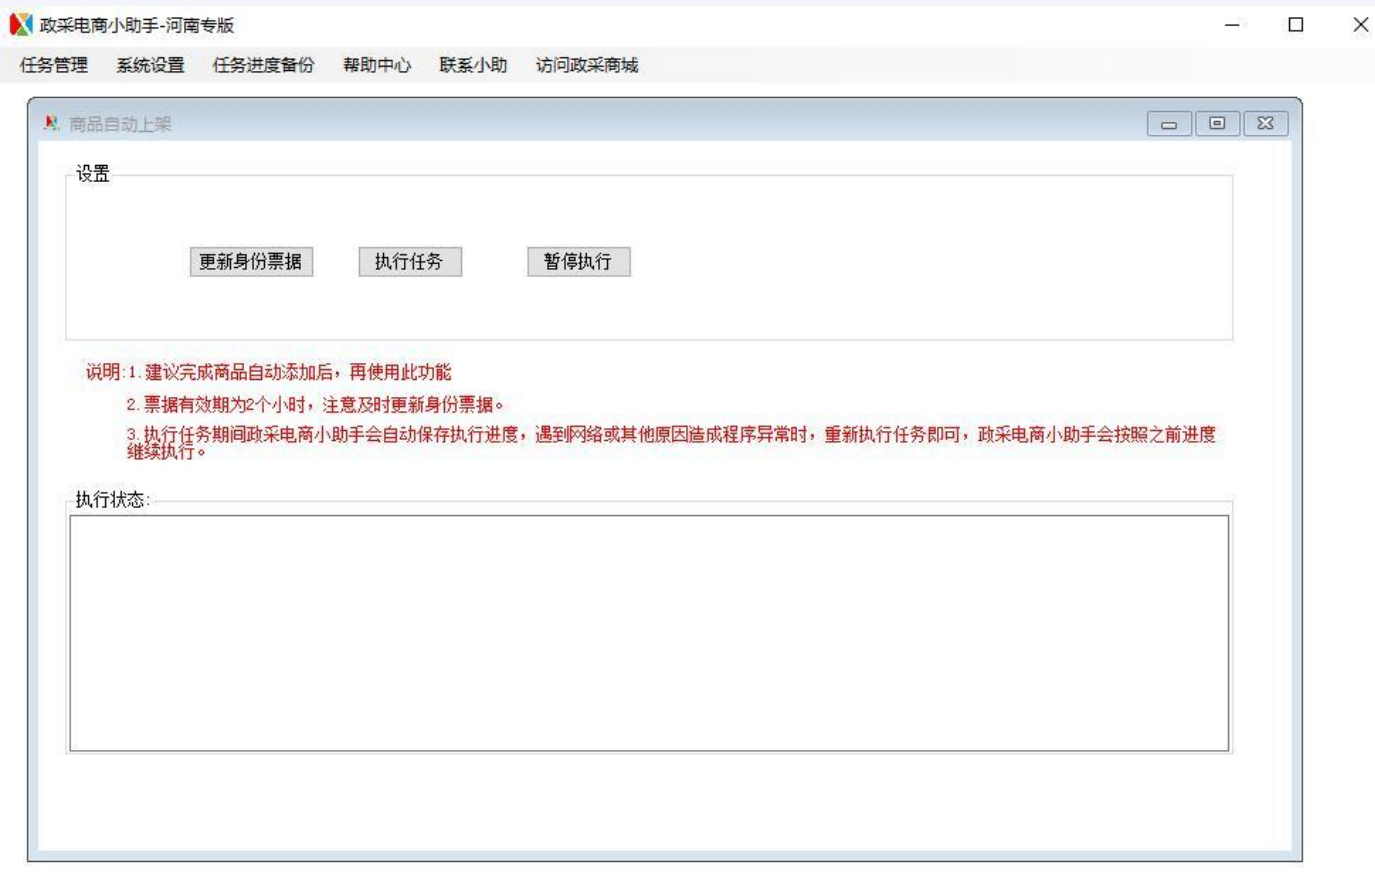 政采电商小助手-河南专版
任务管理 系统设置 任务进度备份 帮助中心 联系小助 访问政采商城
商品自动上架
设置
更新身份票据 执行任务 暂停执行
说明:1.建议完成商品自动添加后，再使用此功能
2.票据有效期为2个小时，注意及时更新身份票据。
3.执行任务期间政采电商小助手会自动保存执行进度，遇到网络或其他原因造成程序异常时，重新执行任务即可，政采电商小助手会按照之前进度
继续执行。
执行状态: